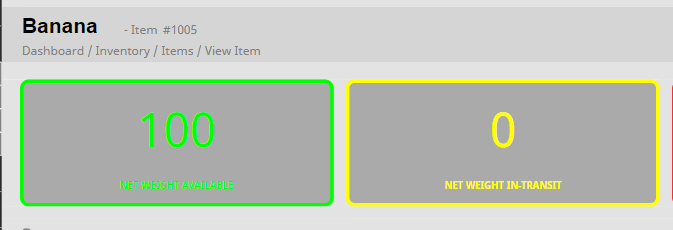 Banana - Item #1005
Dashboard / Inventory / Items / View Item
100 0
NET WEIGHT AVAILABLE NET WEIGHT IN-TRANSIT